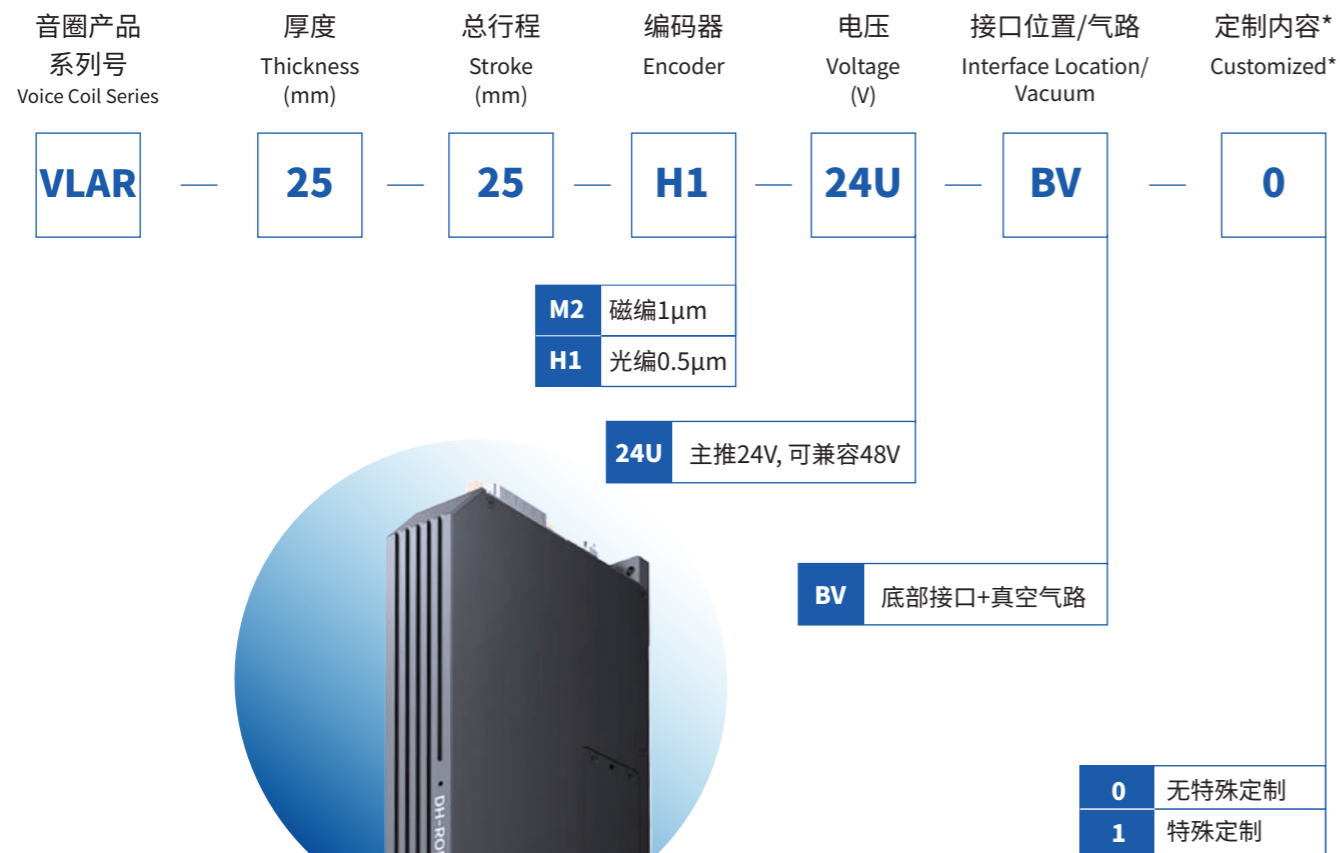 音圈产品
系列号
Voice Coil Series
厚度
Thickness
(mm)
总行程
Stroke
(mm)
编码器
Encoder
电压
Voltage
(V)
接口位置/气路
Interface Location/
Vacuum
定制内容*
Customized*
VLAR — 25 — 25 — H1 — 24U — BV — 0
M2 磁编1μm
H1 光编0.5μm
24U 主推24V, 可兼容48V
BV 底部接口+真空气路
0 无特殊定制
1 特殊定制